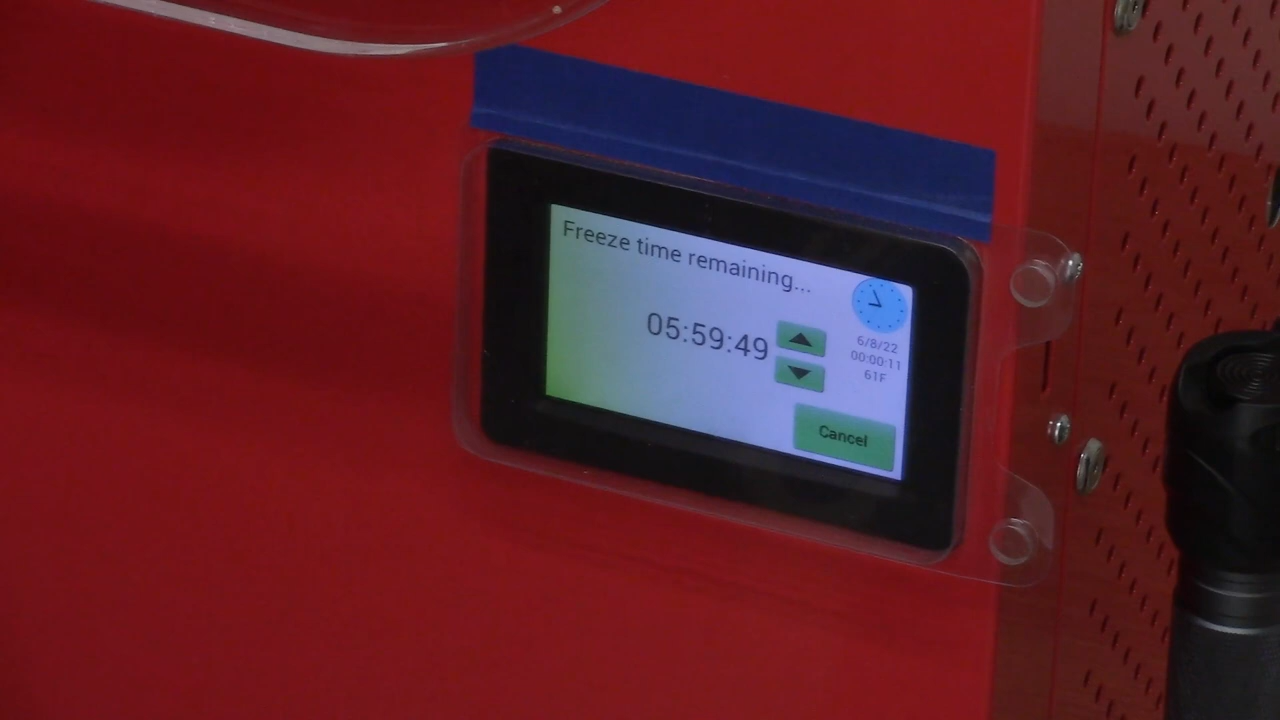 Freeze time remaining...
05:59:49
6/8/22
00:00:11
61F
Cancel